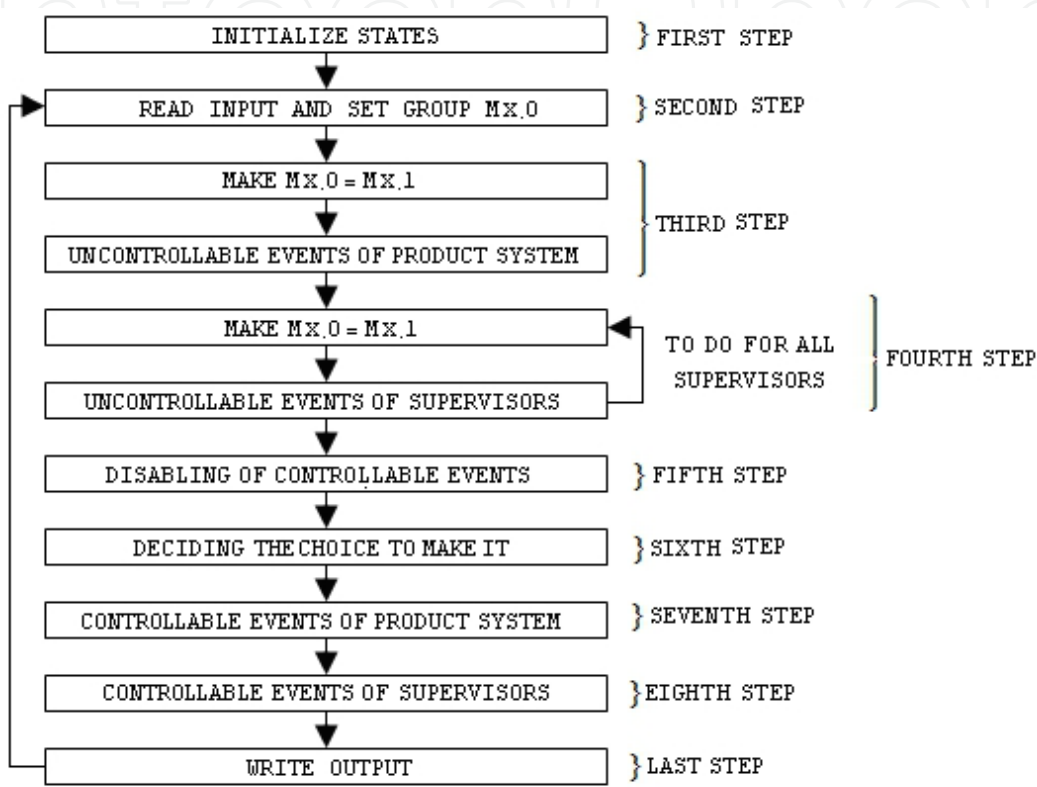 INITIALIZE STATES
FIRST STEP
READ INPUT AND SET GROUP MX.0
SECOND STEP
MAKE MX.0 = MX.1
UNCONTROLLABLE EVENTS OF PRODUCT SYSTEM
THIRD STEP
MAKE MX.0 = MX.1
UNCONTROLLABLE EVENTS OF SUPERVISORS
TO DO FOR ALL
SUPERVISORS
FOURTH STEP
DISABLING OF CONTROLLABLE EVENTS
FIFTH STEP
DECIDING THE CHOICE TO MAKE IT
SIXTH STEP
CONTROLLABLE EVENTS OF PRODUCT SYSTEM
SEVENTH STEP
CONTROLLABLE EVENTS OF SUPERVISORS
EIGHTH STEP
WRITE OUTPUT
LAST STEP